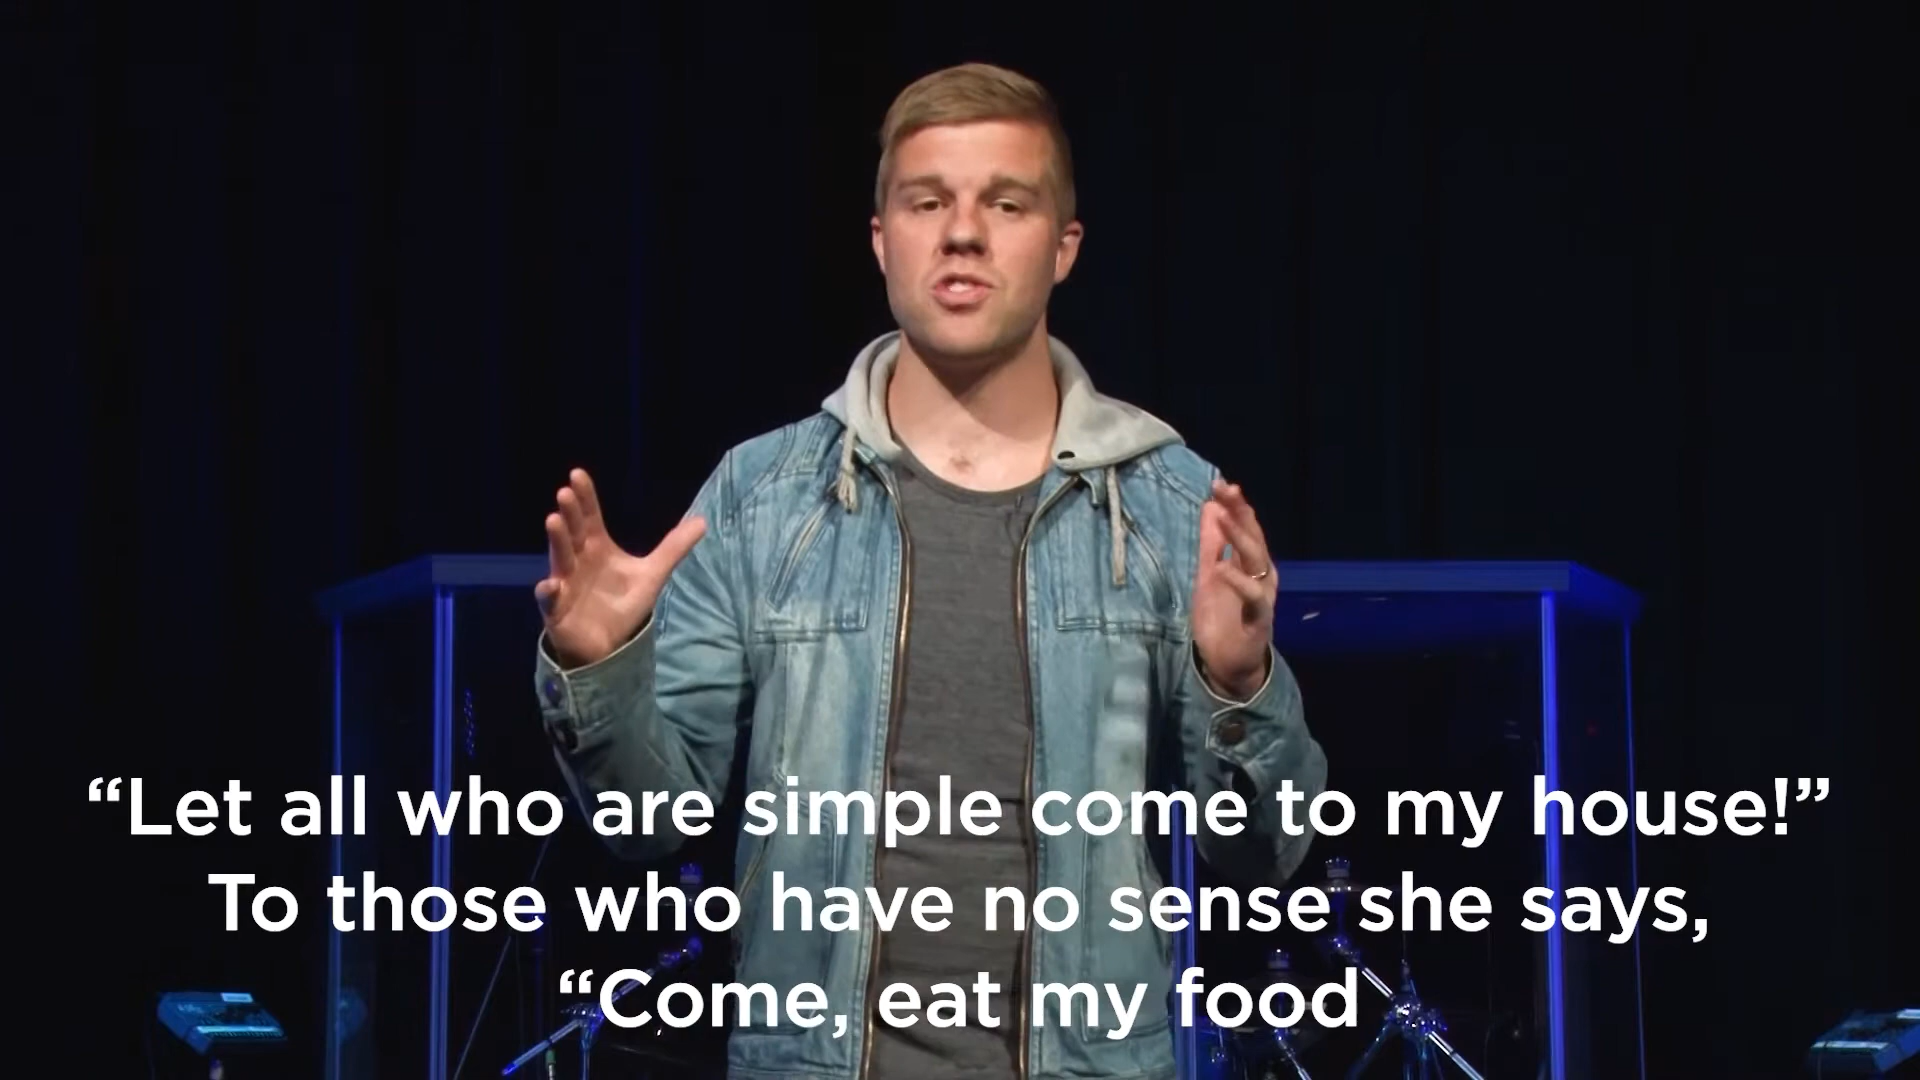 “Let all who are simple come to my house!”
To those who have no sense she says,
“Come, eat my food